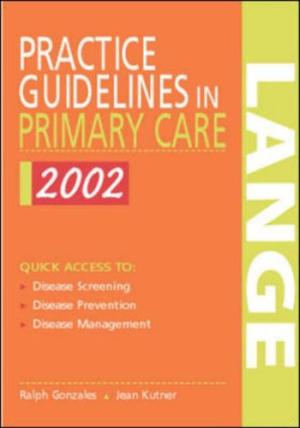 PRACTICE
GUIDELINES IN
PRIMARY CARE
2002
LANGE
QUICK ACCESS TO:
▸ Disease Screening
▸ Disease Prevention
▸ Disease Management
Ralph Gonzales ▲ Jean Kutner